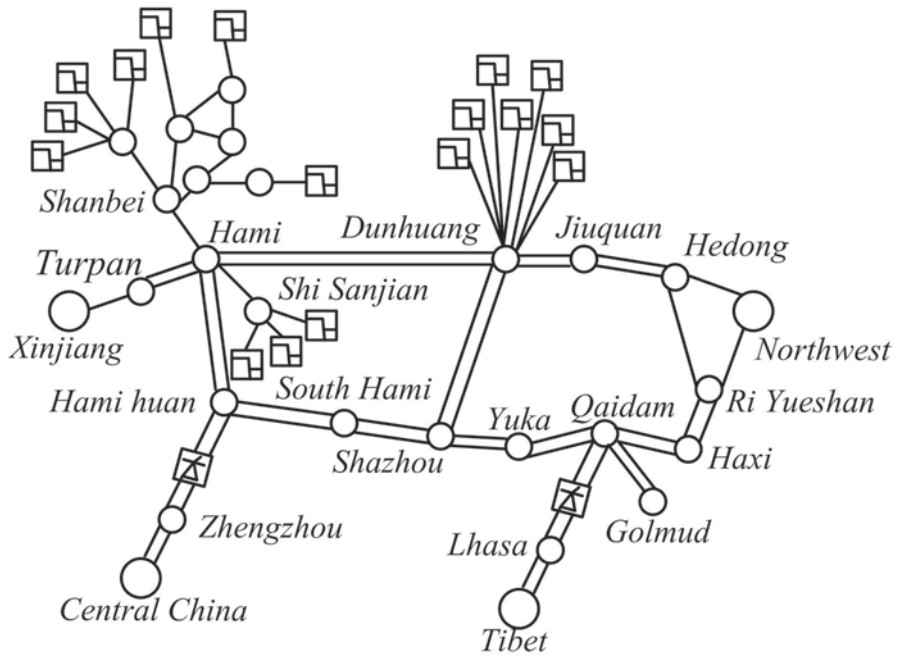 Shanbei
Hami
Dunhuang
Jiuquan
Hedong
Turpan
Shi Sanjian
Xinjiang
Northwest
Hami huan
South Hami
Yuka
Qaidam
Ri Yueshan
Shazhou
Haxi
Zhengzhou
Lhasa
Golmud
Central China
Tibet